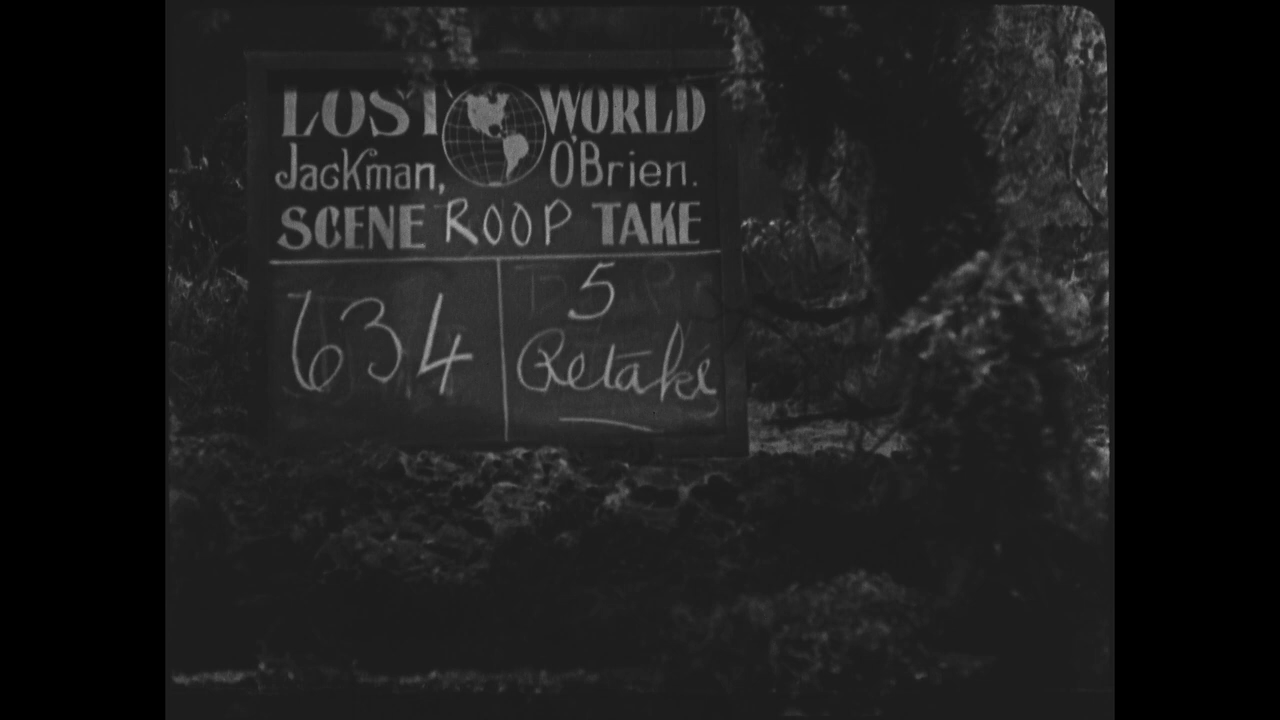 LOST WORLD
Jackman, O'Brien.
SCENE ROOP TAKE
634 5
Retake